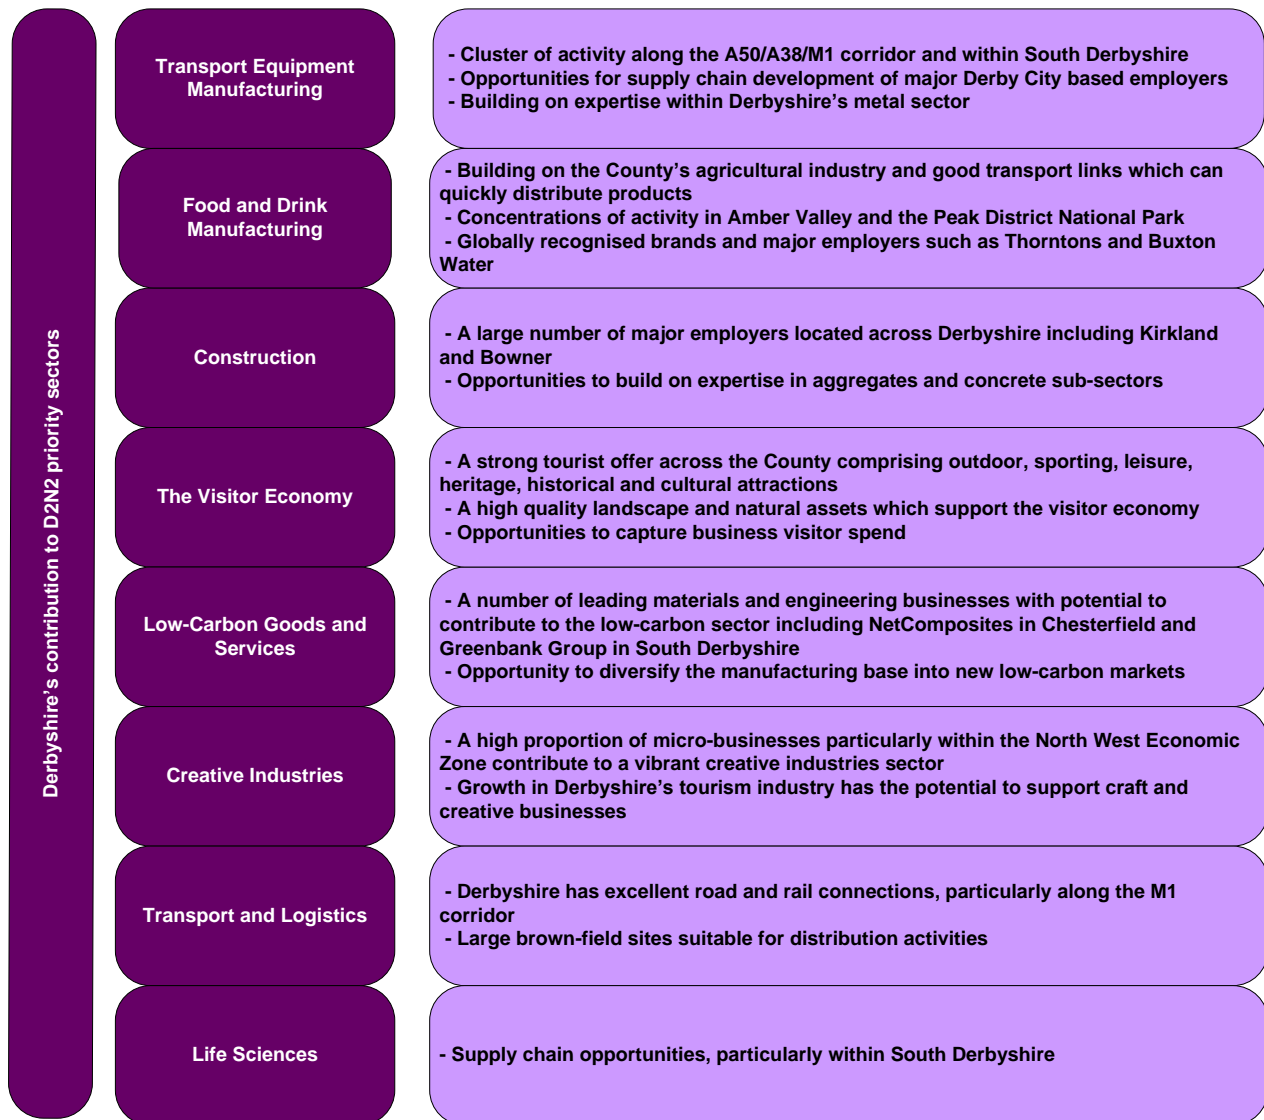 Derbyshire's contribution to D2N2 priority sectors
Transport Equipment
Manufacturing
- Cluster of activity along the A50/A38/M1 corridor and within South Derbyshire
- Opportunities for supply chain development of major Derby City based employers
- Building on expertise within Derbyshire's metal sector
Food and Drink
Manufacturing
- Building on the County's agricultural industry and good transport links which can
quickly distribute products
- Concentrations of activity in Amber Valley and the Peak District National Park
- Globally recognised brands and major employers such as Thorntons and Buxton
Water
Construction
- A large number of major employers located across Derbyshire including Kirkland
and Bowner
- Opportunities to build on expertise in aggregates and concrete sub-sectors
The Visitor Economy
- A strong tourist offer across the County comprising outdoor, sporting, leisure,
heritage, historical and cultural attractions
- A high quality landscape and natural assets which support the visitor economy
- Opportunities to capture business visitor spend
Low-Carbon Goods and
Services
- A number of leading materials and engineering businesses with potential to
contribute to the low-carbon sector including NetComposites in Chesterfield and
Greenbank Group in South Derbyshire
- Opportunity to diversify the manufacturing base into new low-carbon markets
Creative Industries
- A high proportion of micro-businesses particularly within the North West Economic
Zone contribute to a vibrant creative industries sector
- Growth in Derbyshire's tourism industry has the potential to support craft and
creative businesses
Transport and Logistics
- Derbyshire has excellent road and rail connections, particularly along the M1
corridor
- Large brown-field sites suitable for distribution activities
Life Sciences
- Supply chain opportunities, particularly within South Derbyshire